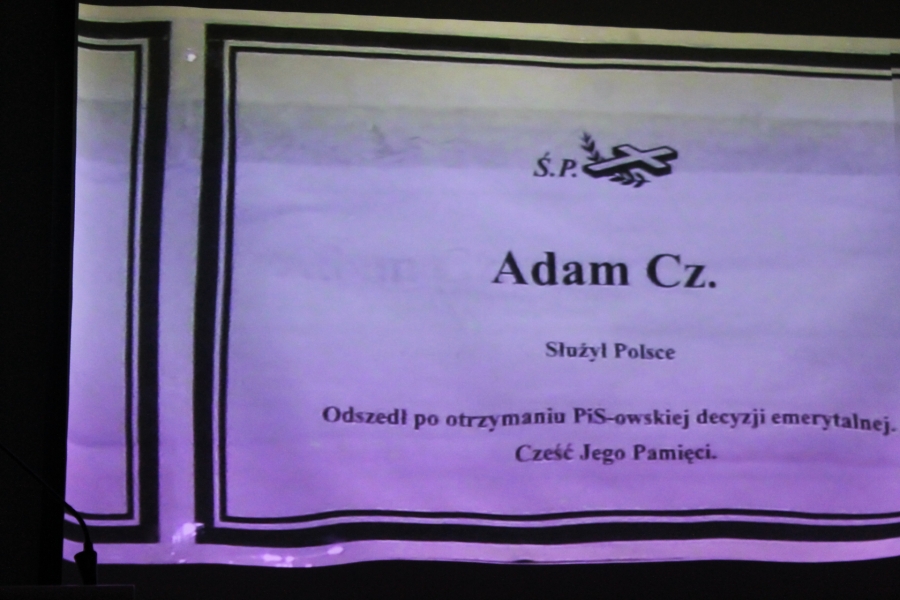 Ś.P.
Adam Cz.
Służył Polsce
Odszedł po otrzymaniu PiS-owskiej decyzji emerytalnej.
Cześć Jego Pamięci.